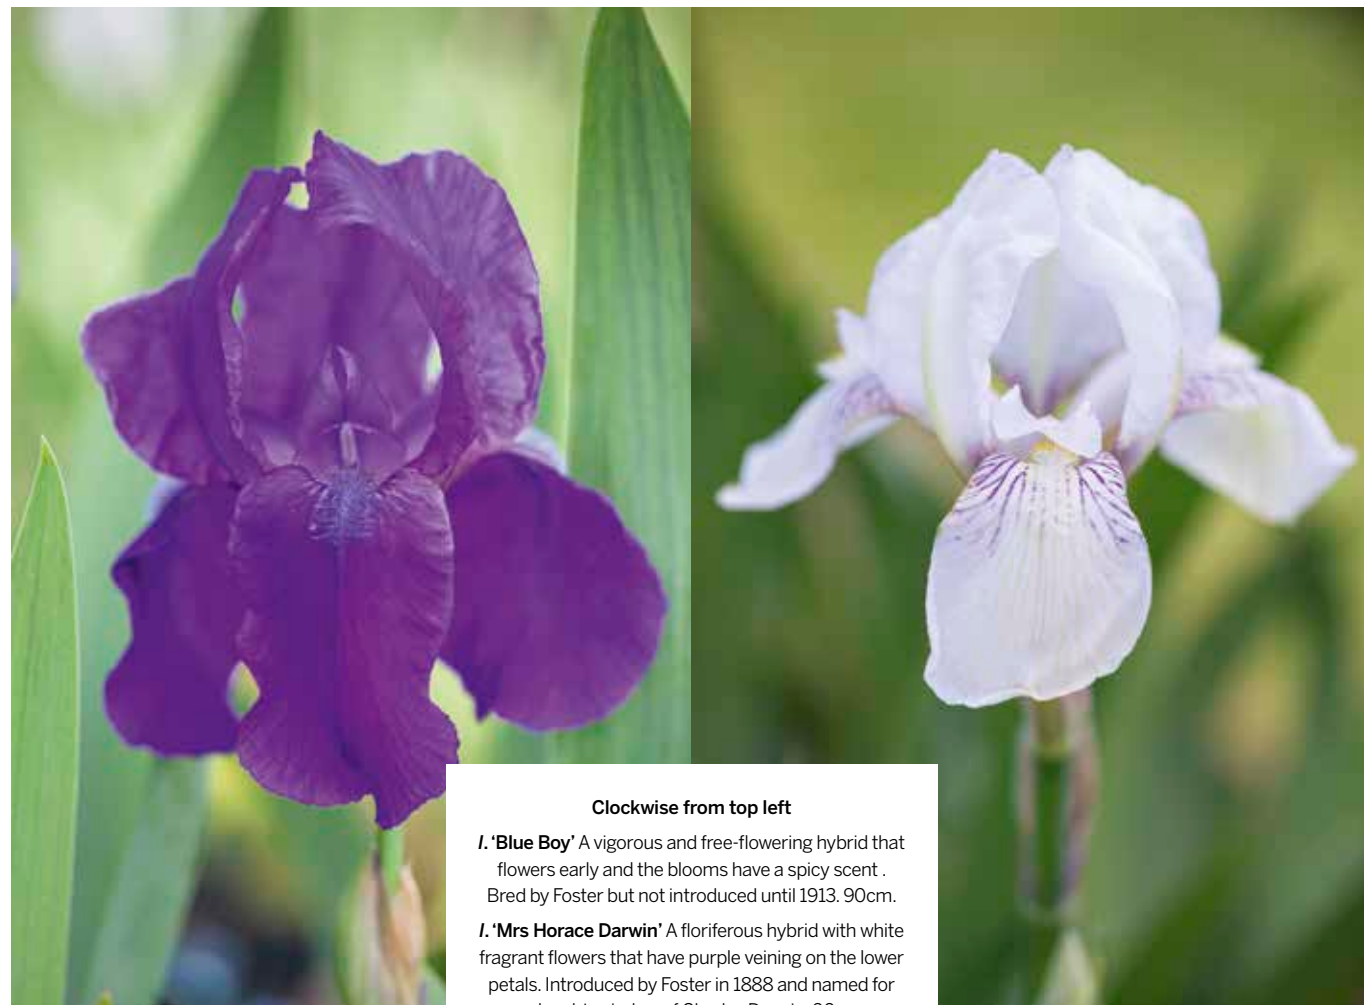 Clockwise from top left
I. ‘Blue Boy’ A vigorous and free-flowering hybrid that
flowers early and the blooms have a spicy scent .
Bred by Foster but not introduced until 1913. 90cm.
I. ‘Mrs Horace Darwin’ A floriferous hybrid with white
fragrant flowers that have purple veining on the lower
petals. Introduced by Foster in 1888 and named for